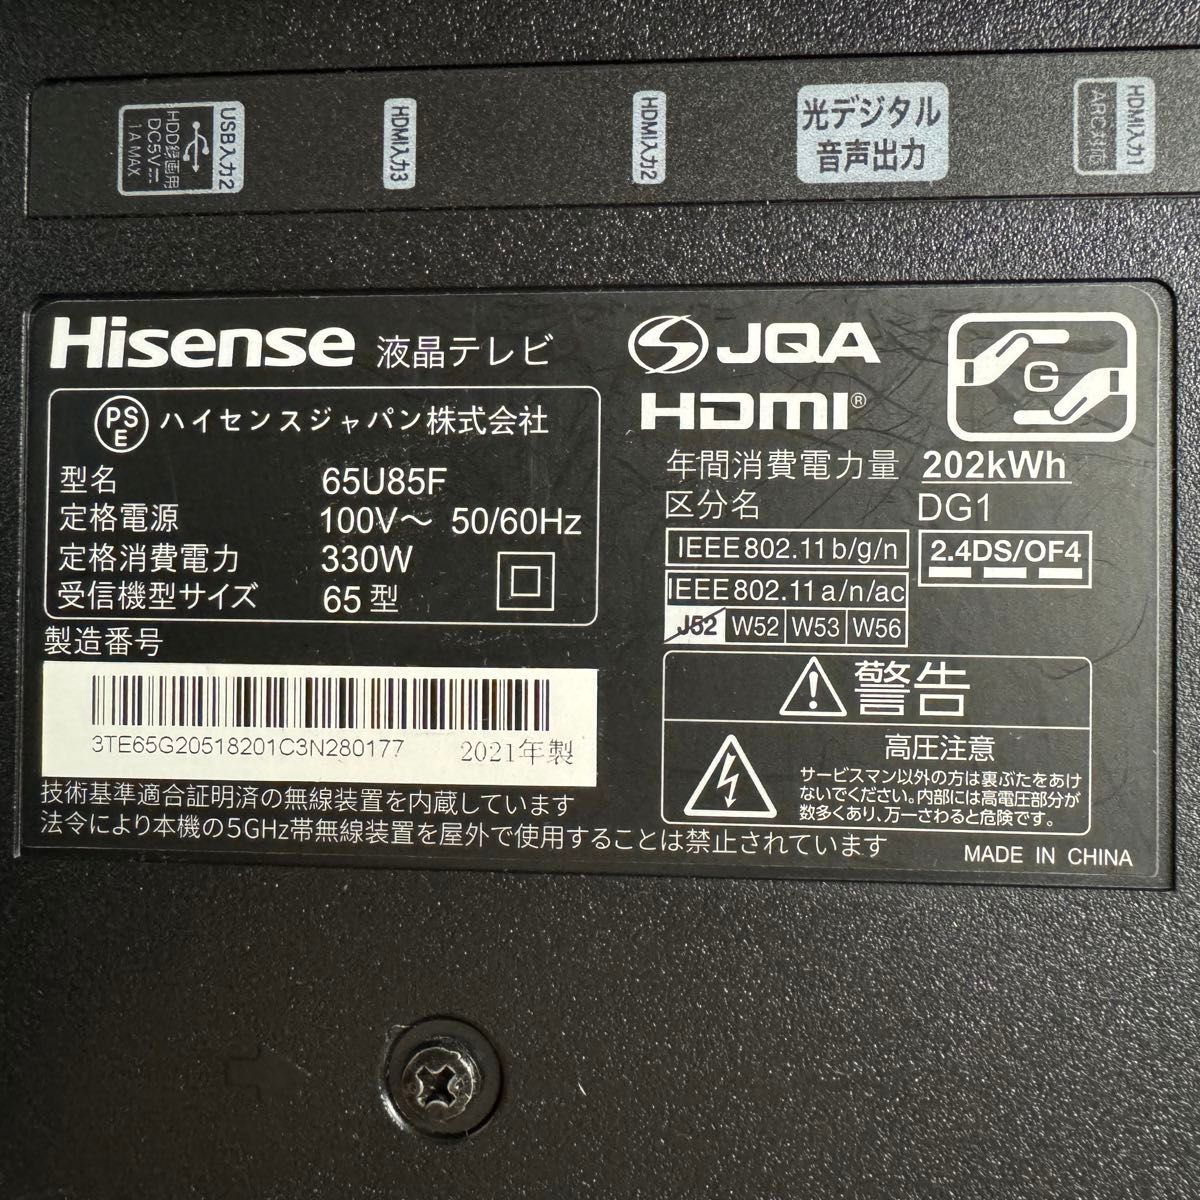 USB入力2
HDD録画用
DC5V
1A MAX
HDMI入力3
HDMI入力2
光デジタル
音声出力
HDMI入力1
ARC対応
Hisense 液晶テレビ
PSE ハイセンスジャパン株式会社
型名 65U85F
定格電源 100V～ 50/60Hz
定格消費電力 330W
受信機型サイズ 65型
製造番号
3TE65G20518201C3N280177 2021年製
技術基準適合証明済の無線装置を内蔵しています
法令により本機の5GHz帯無線装置を屋外で使用することは禁止されています
JQA
HDMI®
G
年間消費電力量 202kWh
区分名 DG1
IEEE802.11b/g/n
2.4DS/OF4
IEEE802.11a/n/ac
J52 W52 W53 W56
警告
高圧注意
サービスマン以外の方は裏ぶたをあけ
ないでください。内部には高電圧部分が
数多くあり、万一さわると危険です。
MADE IN CHINA